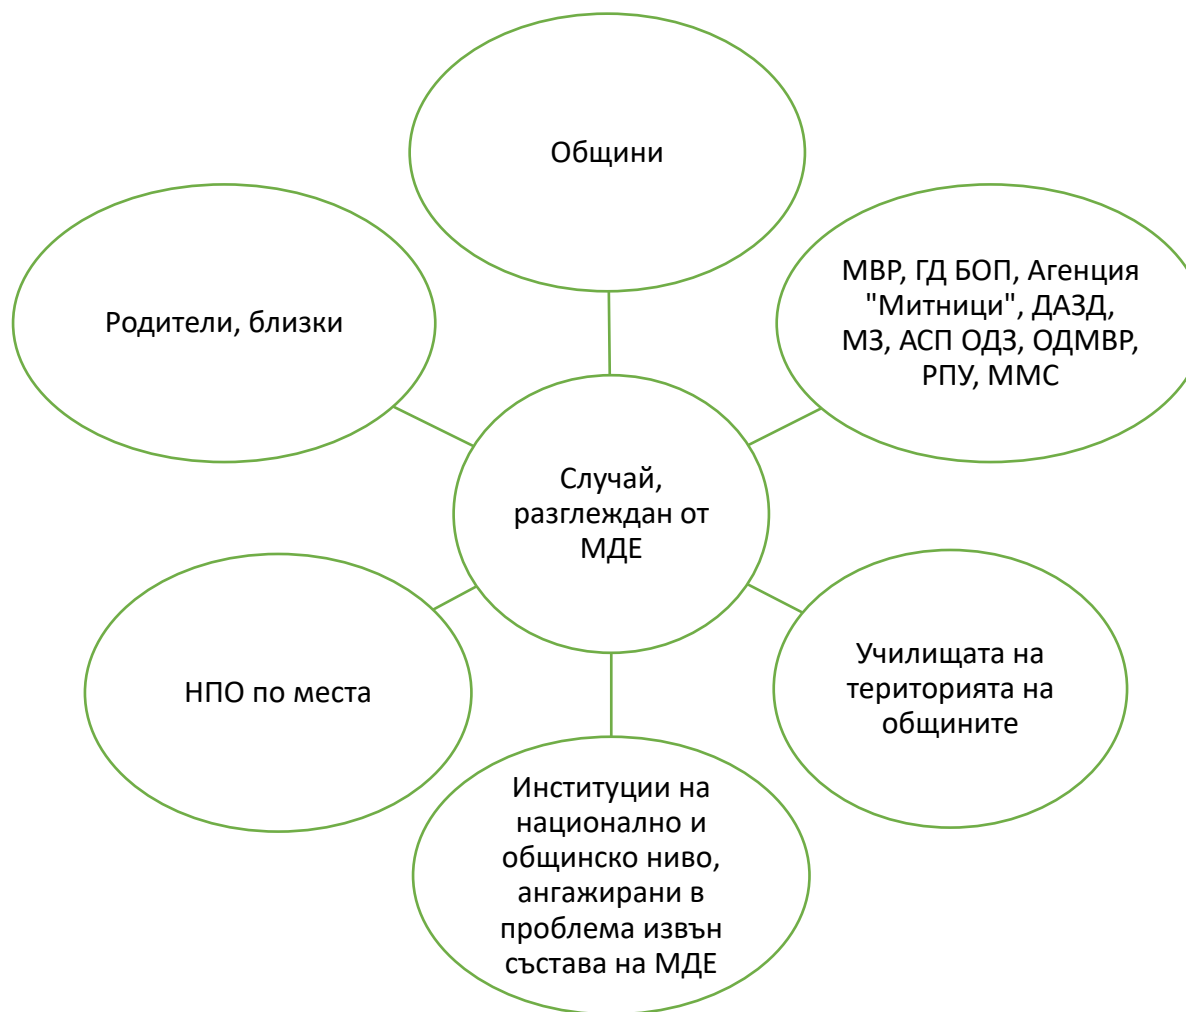 Общини
Родители, близки
МВР, ГД БОП, Агенция
"Митници", ДАЗД,
МЗ, АСП ОДЗ, ОДМВР,
РПУ, ММС
Случай,
разглеждан от
МДЕ
НПО по места
Училищата на
територията на
общините
Институции на
национално и
общинско ниво,
ангажирани в
проблема извън
състава на МДЕ